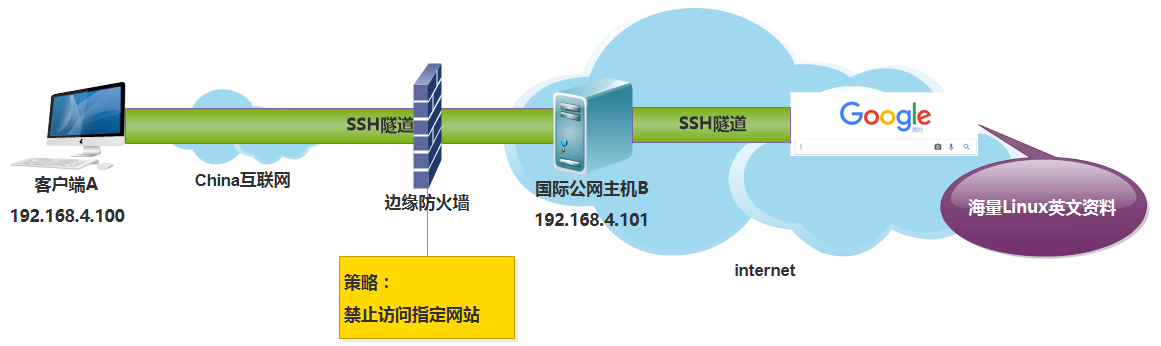 SSH隧道
SSH隧道
Google
图片
客户端A
192.168.4.100
China互联网
边缘防火墙
国际公网主机B
192.168.4.101
海量Linux英文资料
internet
策略：
禁止访问指定网站